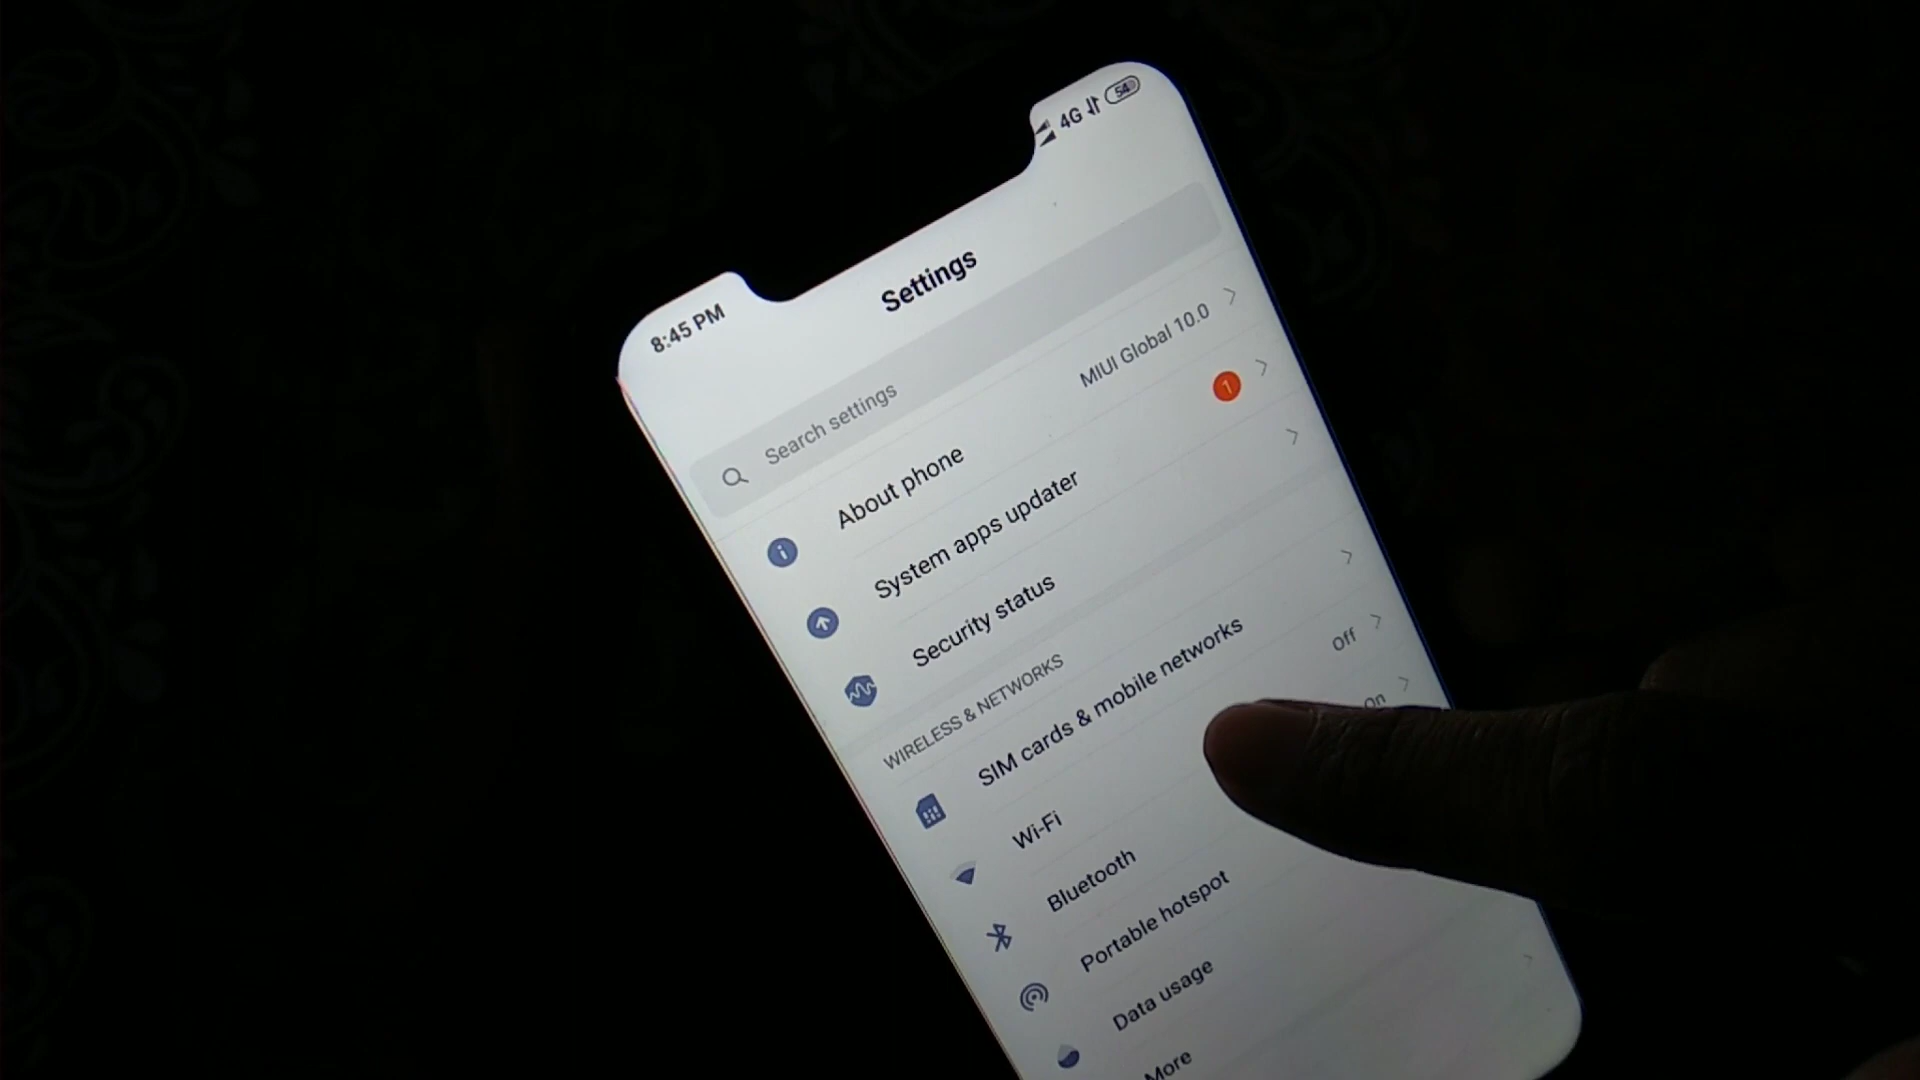 8:45 PM
4G 54
Settings
Search settings
About phone MIUI Global 10.0
System apps updater 1
Security status
WIRELESS & NETWORKS
SIM cards & mobile networks
Wi-Fi Off
Bluetooth On
Portable hotspot
Data usage
More